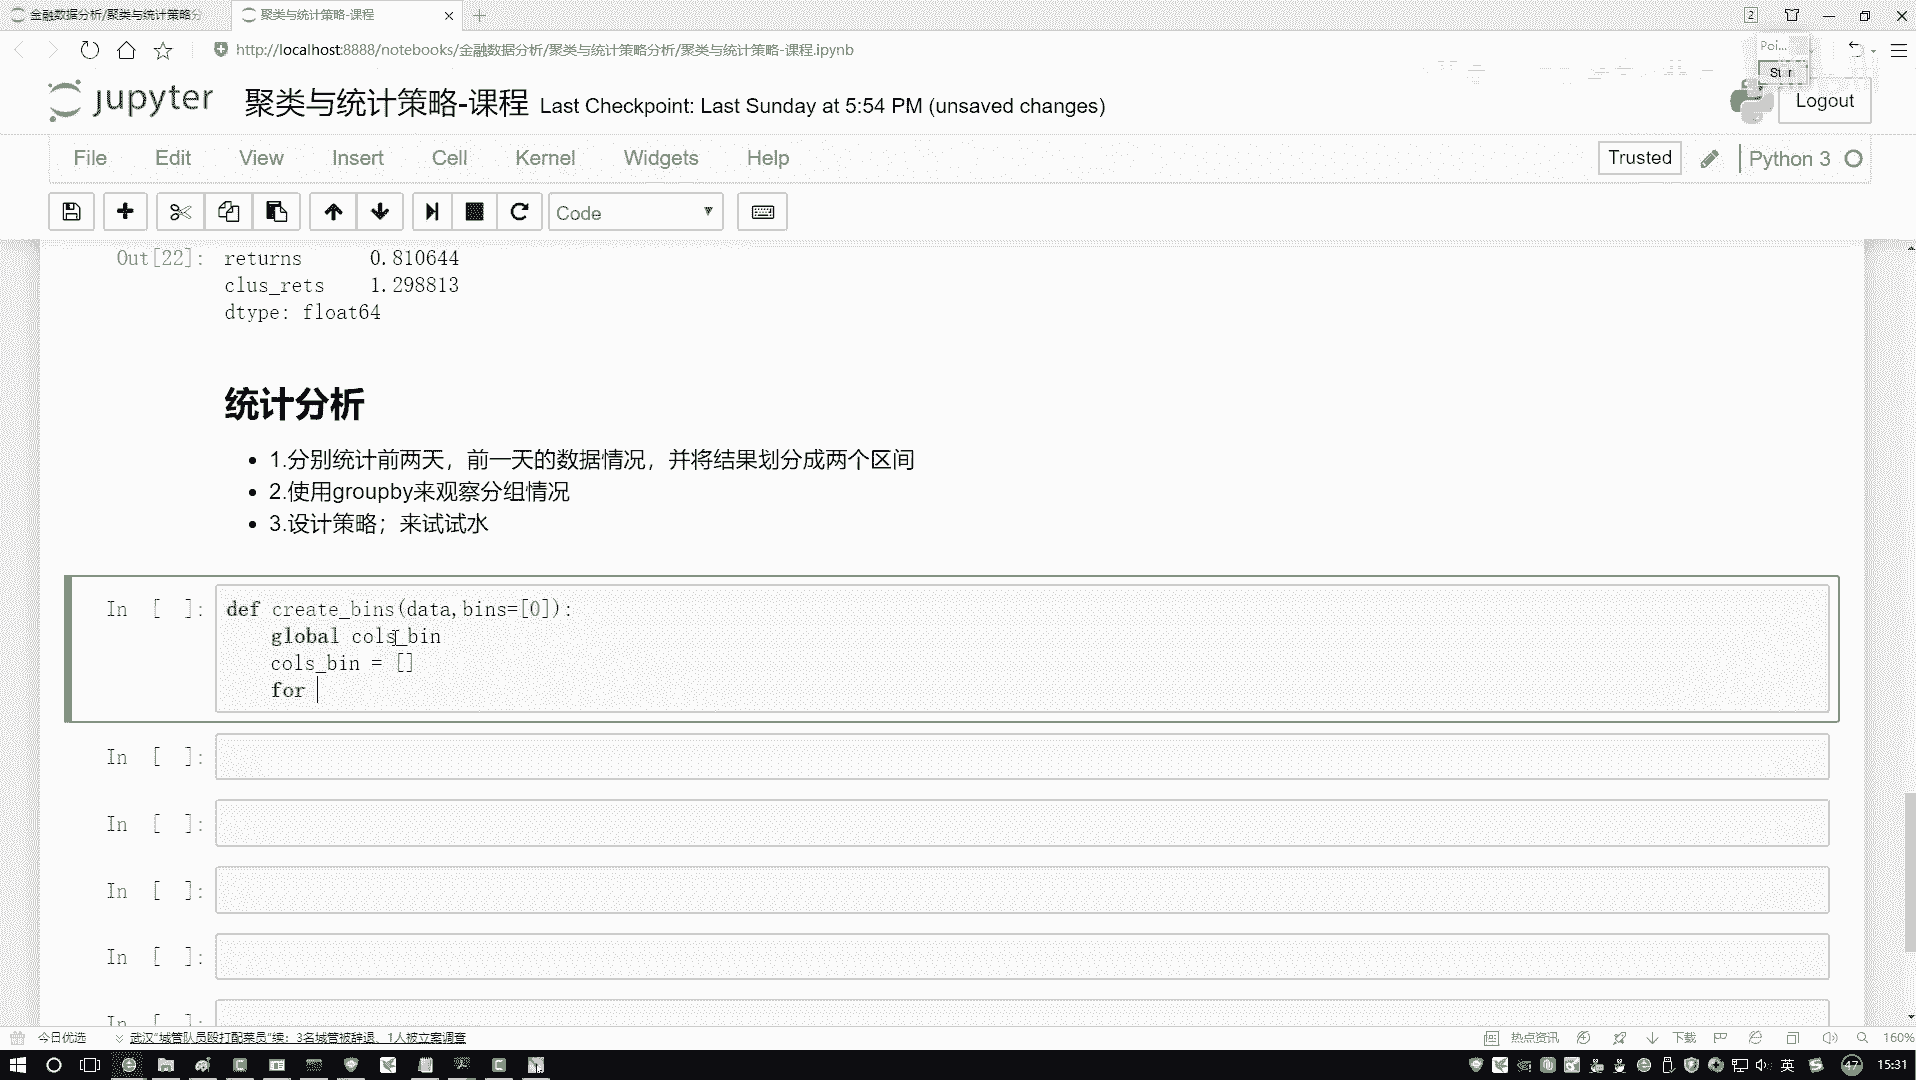 金融数据分析/聚类与统计策略分
聚类与统计策略-课程
2
http://localhost:8888/notebooks/金融数据分析/聚类与统计策略分析/聚类与统计策略-课程.ipynb
Poi...
jupyter 聚类与统计策略-课程 Last Checkpoint: Last Sunday at 5:54 PM (unsaved changes)
Logout
File Edit View Insert Cell Kernel Widgets Help
Trusted Python 3
Code
Out[22]: returns 0.810644
clus_rets 1.298813
dtype: float64
统计分析
1.分别统计前两天，前一天的数据情况，并将结果划分成两个区间
2.使用groupby来观察分组情况
3.设计策略；来试试水
In [ ]: def create_bins(data,bins=[0]):
global cols_bin
cols_bin = []
for
In [ ]:
In [ ]:
In [ ]:
In [ ]:
In [ ]:
今日优选
武汉"城管队员殴打配菜员"续：3名城管被辞退、1人被立案调查
热点资讯
下载
160%
英
47
15:31